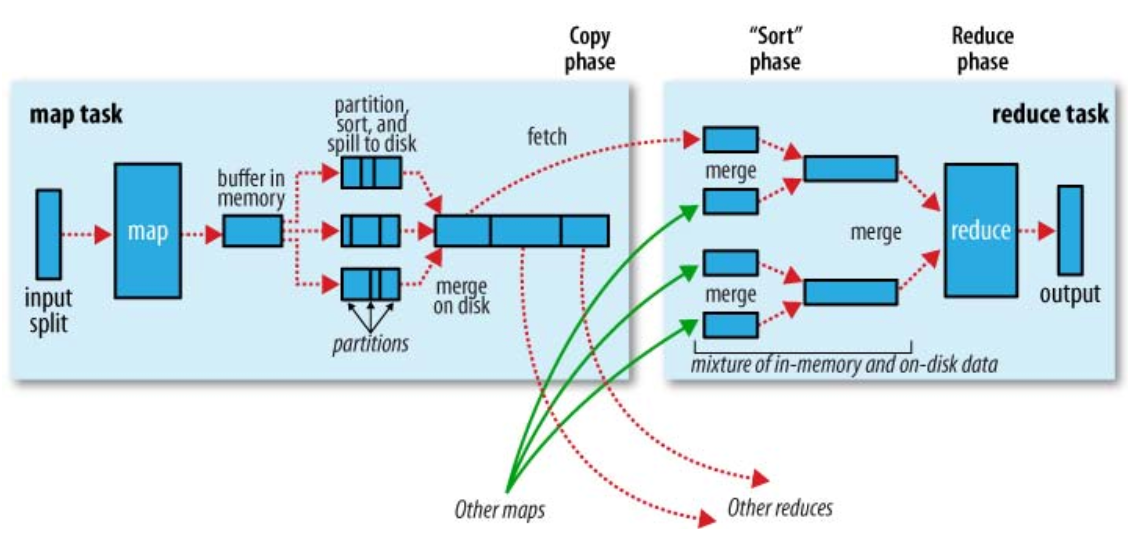 Copy
phase
“Sort”
phase
Reduce
phase
map task
partition,
sort, and
spill to disk
fetch
reduce task
buffer in
memory
merge
map
merge
reduce
input
split
merge
on disk
merge
output
partitions
mixture of in-memory and on-disk data
Other maps
Other reduces